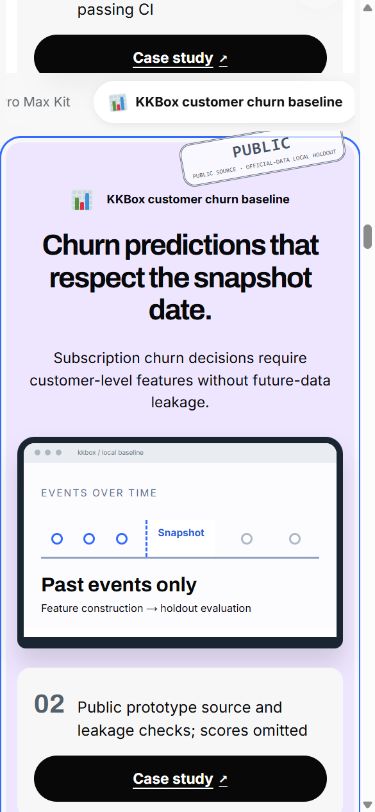 passing CI
Case study ↗
ro Max Kit
KKBox customer churn baseline
PUBLIC
PUBLIC SOURCE · OFFICIAL-DATA LOCAL HOLDOUT
KKBox customer churn baseline
Churn predictions that
respect the snapshot
date.
Subscription churn decisions require
customer-level features without future-data
leakage.
kkbox / local baseline
EVENTS OVER TIME
Snapshot
Past events only
Feature construction → holdout evaluation
02
Public prototype source and
leakage checks; scores omitted
Case study ↗